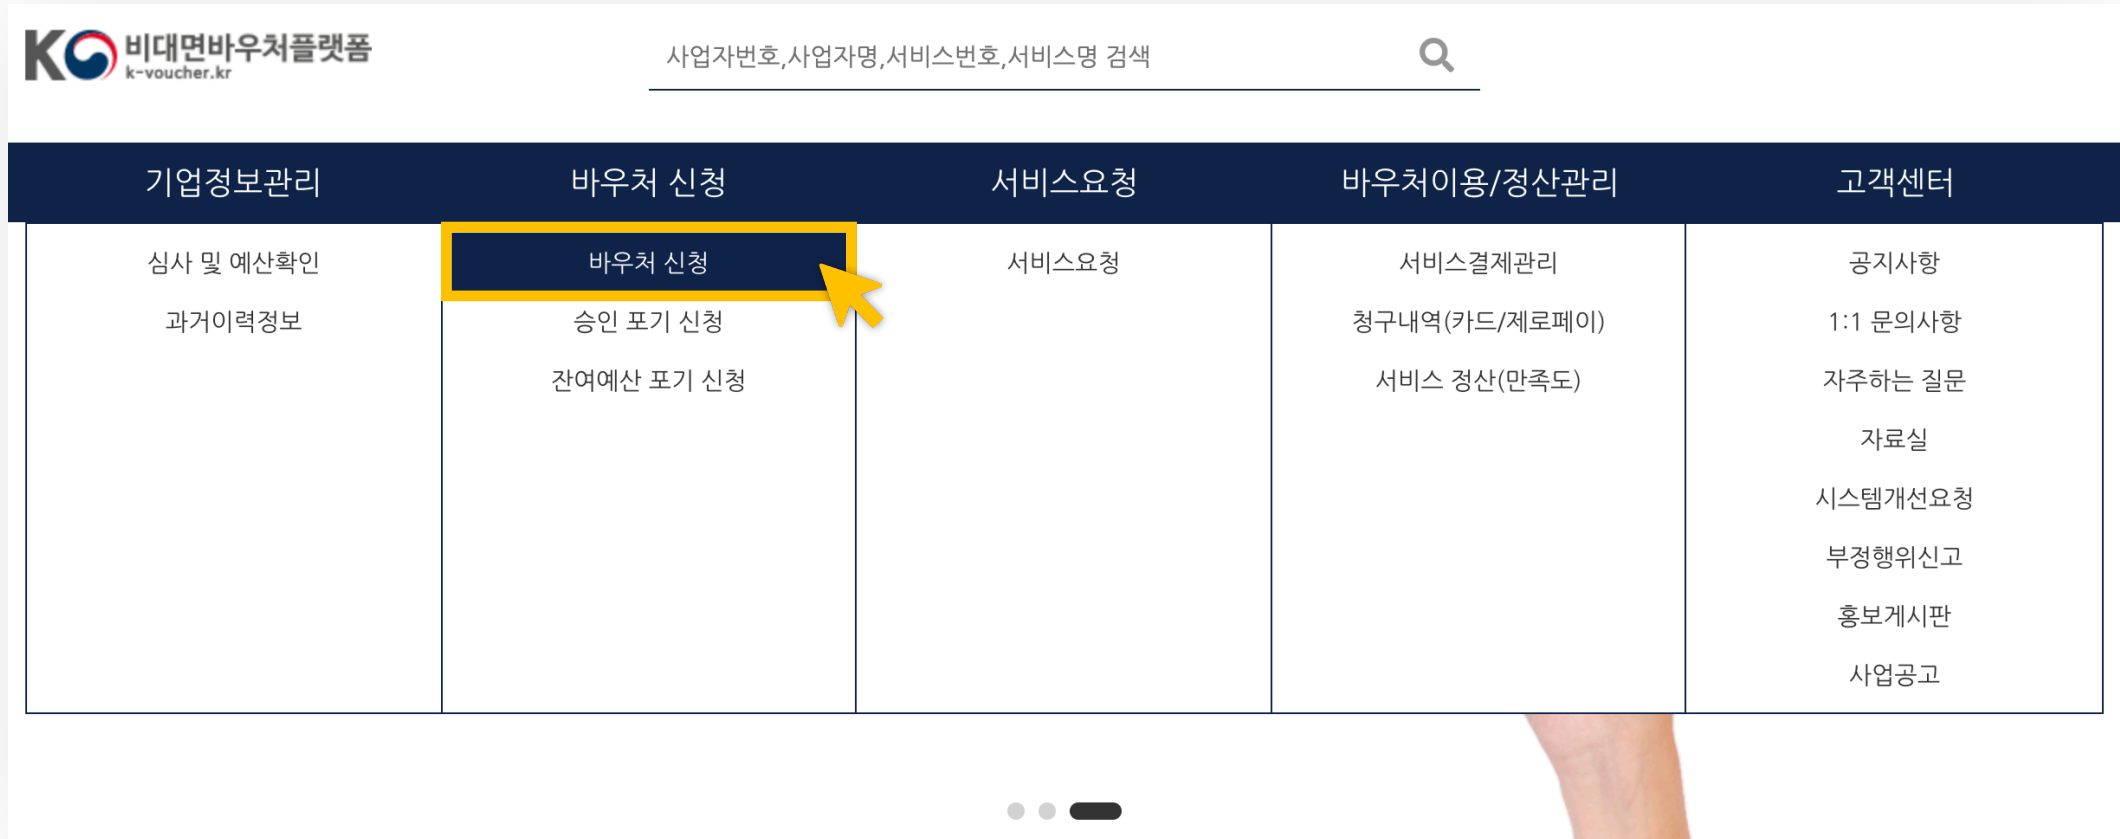 K 비대면바우처플랫폼
k-voucher.kr
사업자번호,사업자명,서비스번호,서비스명 검색
기업정보관리
바우처 신청
서비스요청
바우처이용/정산관리
고객센터
심사 및 예산확인
과거이력정보
바우처 신청
승인 포기 신청
잔여예산 포기 신청
서비스요청
서비스결제관리
청구내역(카드/제로페이)
서비스 정산(만족도)
공지사항
1:1 문의사항
자주하는 질문
자료실
시스템개선요청
부정행위신고
홍보게시판
사업공고